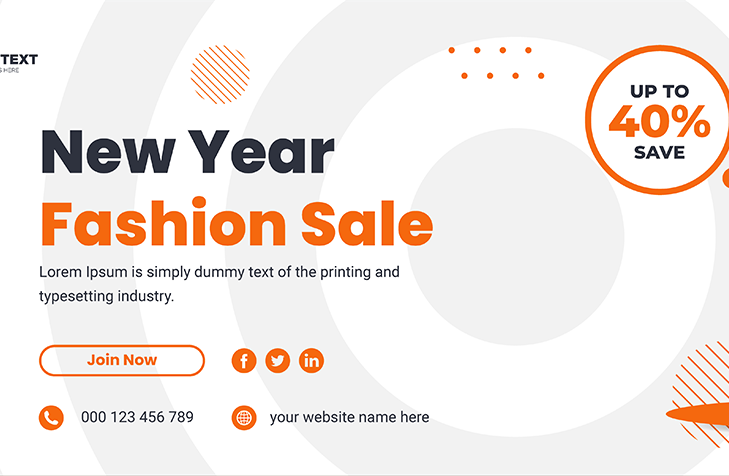 TEXT
HERE
UP TO
40%
SAVE
New Year
Fashion Sale
Lorem Ipsum is simply dummy text of the printing and
typesetting industry.
Join Now
000 123 456 789
your website name here